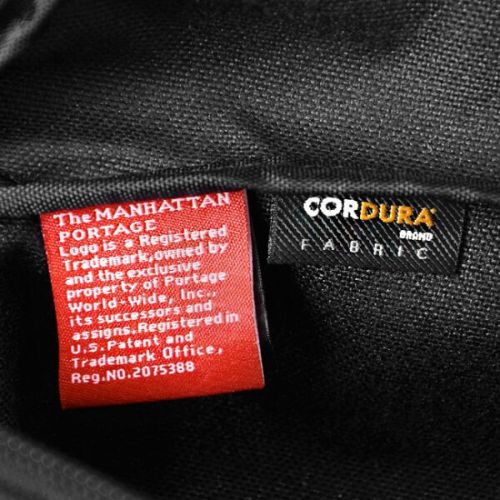 The MANHATTAN
PORTAGE
Logo is a Registered
Trademark,owned by
and the exclusive
property of Portage
World-Wide, Inc.,
its successors and
assigns.Registered in
U.S.Patent and
Trademark Office,
Reg.NO.2075388
CORDURA®
BRAND
FABRIC